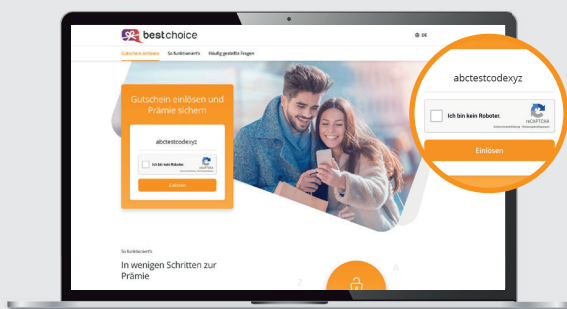 bestchoice
DE
Gutschein einlösen So funktioniert's Häufig gestellte Fragen
Gutschein einlösen und
Prämie sichern
abctestcodexyz
Ich bin kein Roboter.
reCAPTCHA
Einlösen
So funktioniert's
In wenigen Schritten zur
Prämie
Z
A
abctestcodexyz
Ich bin kein Roboter.
reCAPTCHA
Einlösen